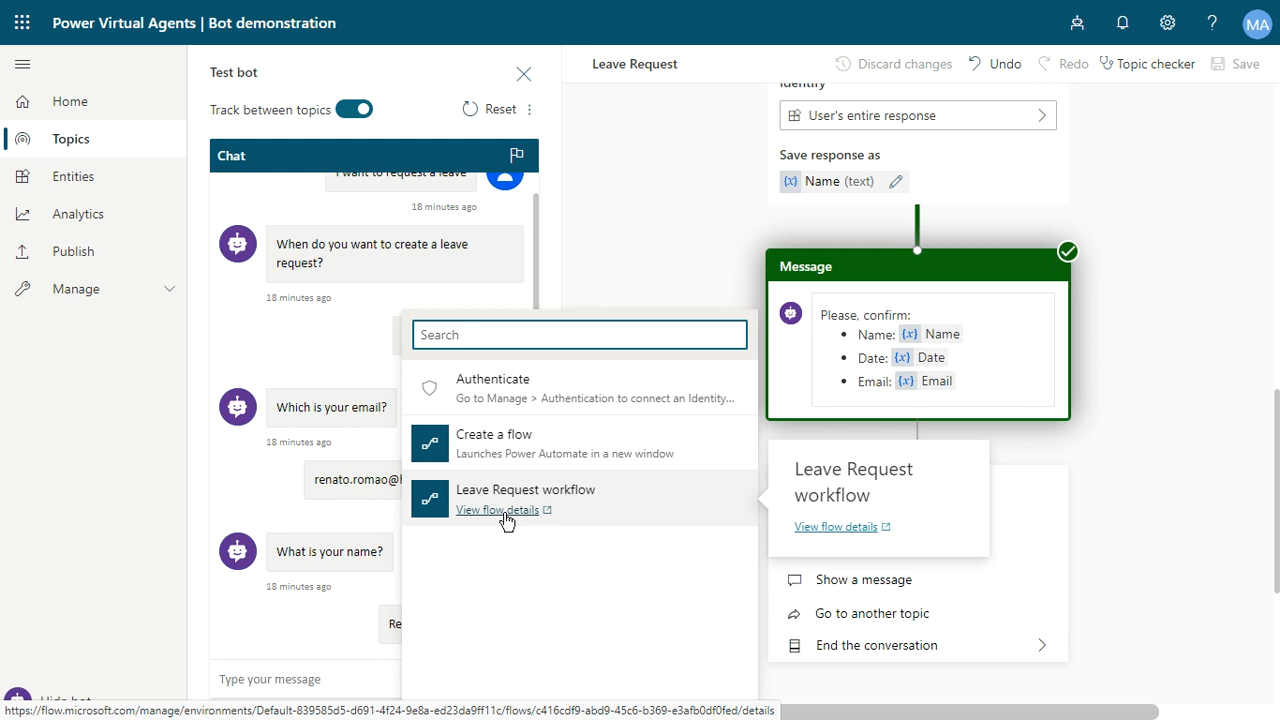 Power Virtual Agents | Bot demonstration
MA
Home
Topics
Entities
Analytics
Publish
Manage
Test bot
Track between topics
Reset
Chat
I want to request a leave
18 minutes ago
When do you want to create a leave
request?
18 minutes ago
Which is your email?
18 minutes ago
renato.romao@
What is your name?
18 minutes ago
Re
Type your message
Search
Authenticate
Go to Manage > Authentication to connect an Identity...
Create a flow
Launches Power Automate in a new window
Leave Request workflow
View flow details
Leave Request
Discard changes
Undo
Redo
Topic checker
Save
Identify
User's entire response
Save response as
{x} Name (text)
Message
Please, confirm:
• Name: {x} Name
• Date: {x} Date
• Email: {x} Email
Leave Request
workflow
View flow details
Show a message
Go to another topic
End the conversation
Hide bot
https://flow.microsoft.com/manage/environments/Default-839585d5-d691-4f24-9e8a-ed23da9ff11c/flows/c416cdf9-abd9-45c6-b369-e3afb0df0fed/details